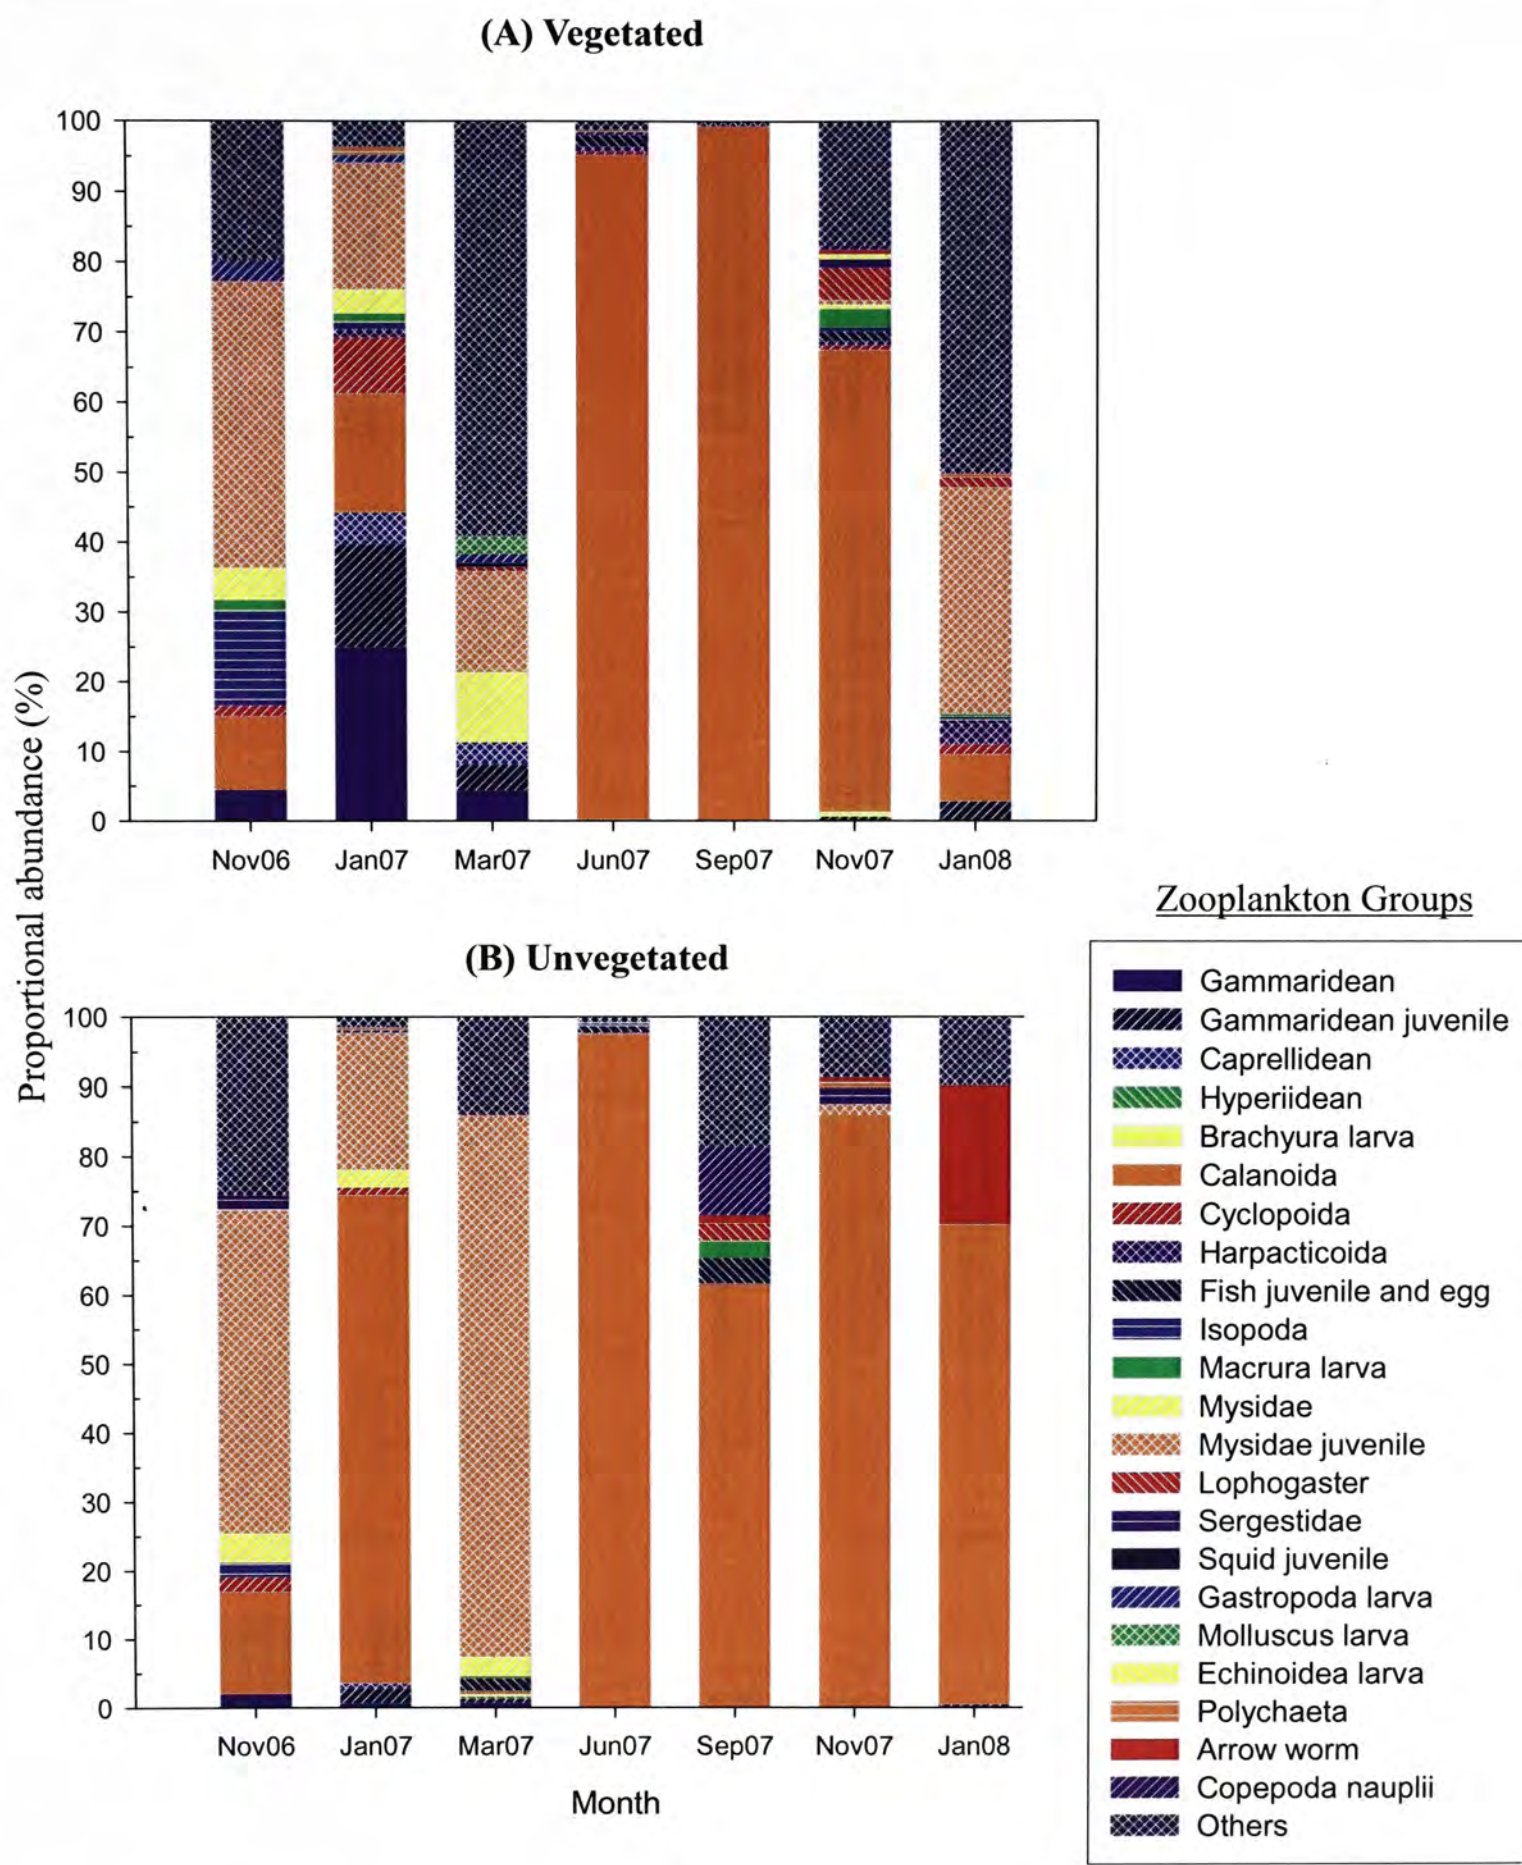 (A) Vegetated
100
90
80
70
60
50
40
30
20
10
0
Nov06 Jan07 Mar07 Jun07 Sep07 Nov07 Jan08
Proportional abundance (%)
(B) Unvegetated
100
90
80
70
60
50
40
30
20
10
0
Nov06 Jan07 Mar07 Jun07 Sep07 Nov07 Jan08
Month
Zooplankton Groups
Gammaridean
Gammaridean juvenile
Caprellidean
Hyperiidean
Brachyura larva
Calanoida
Cyclopoida
Harpacticoida
Fish juvenile and egg
Isopoda
Macrura larva
Mysidae
Mysidae juvenile
Lophogaster
Sergestidae
Squid juvenile
Gastropoda larva
Molluscus larva
Echinoidea larva
Polychaeta
Arrow worm
Copepoda nauplii
Others